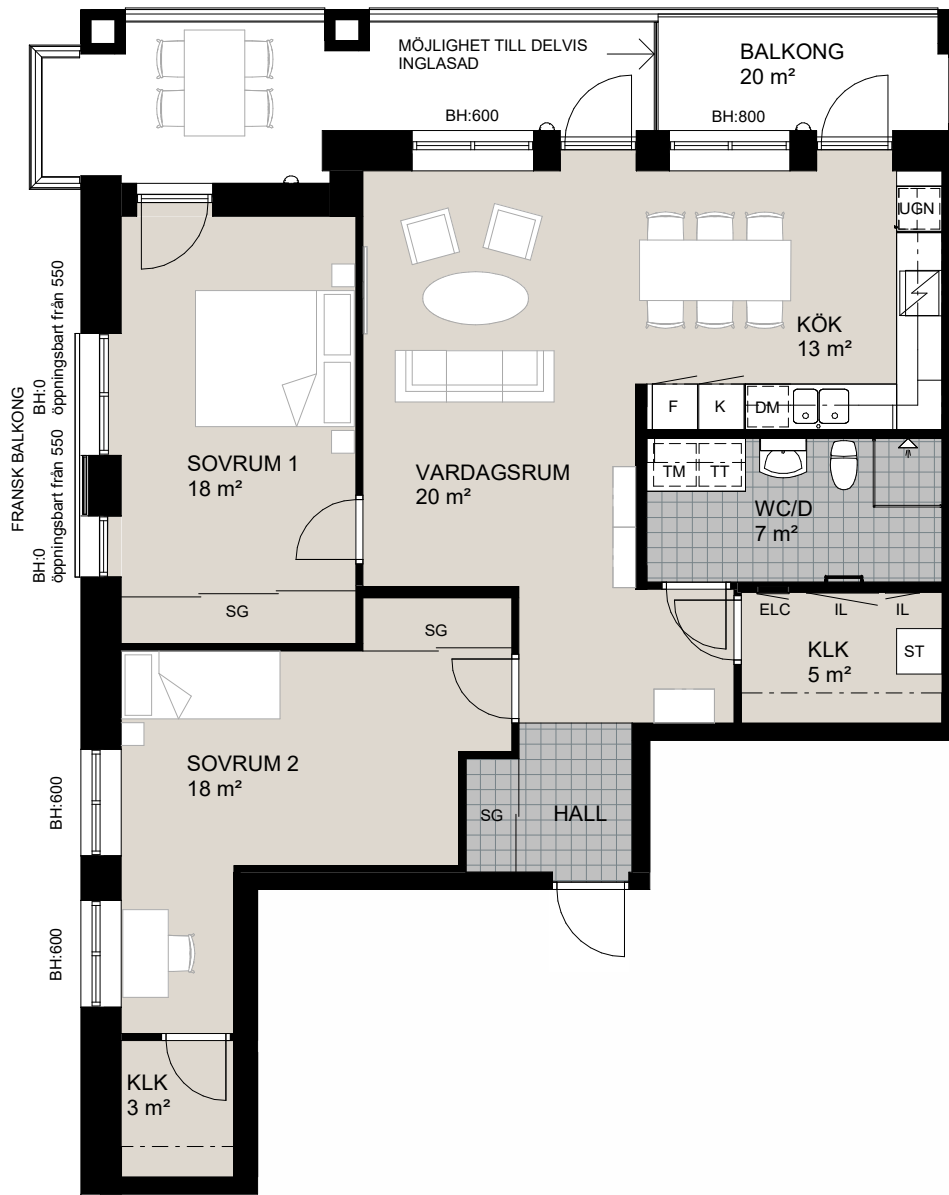 MÖJLIGHET TILL DELVIS
INGLASAD
BALKONG
20 m²
BH:600
BH:800
UGN
KÖK
13 m²
F
K
DM
FRANSK BALKONG
BH:0
öppningsbart från 550
BH:0
öppningsbart från 550
SOVRUM 1
18 m²
VARDAGSRUM
20 m²
TM
TT
WC/D
7 m²
SG
SG
ELC
IL
IL
KLK
5 m²
ST
SOVRUM 2
18 m²
BH:600
SG
HALL
BH:600
KLK
3 m²